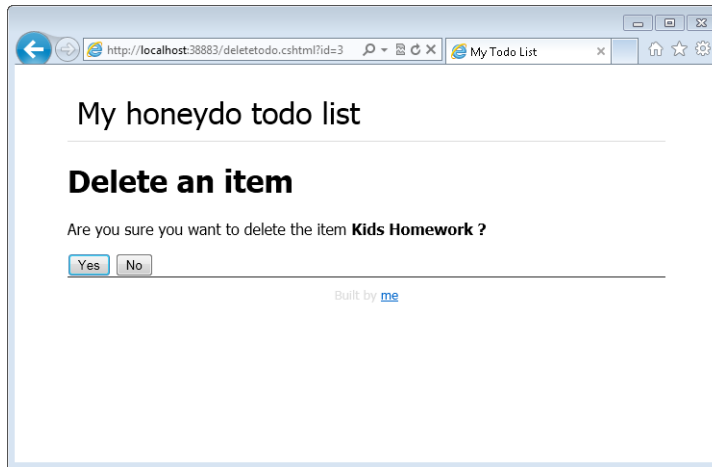 http://localhost:38883/deletetodo.cshtml?id=3
My Todo List
My honeydo todo list
Delete an item
Are you sure you want to delete the item Kids Homework ?
Yes No
Built by me